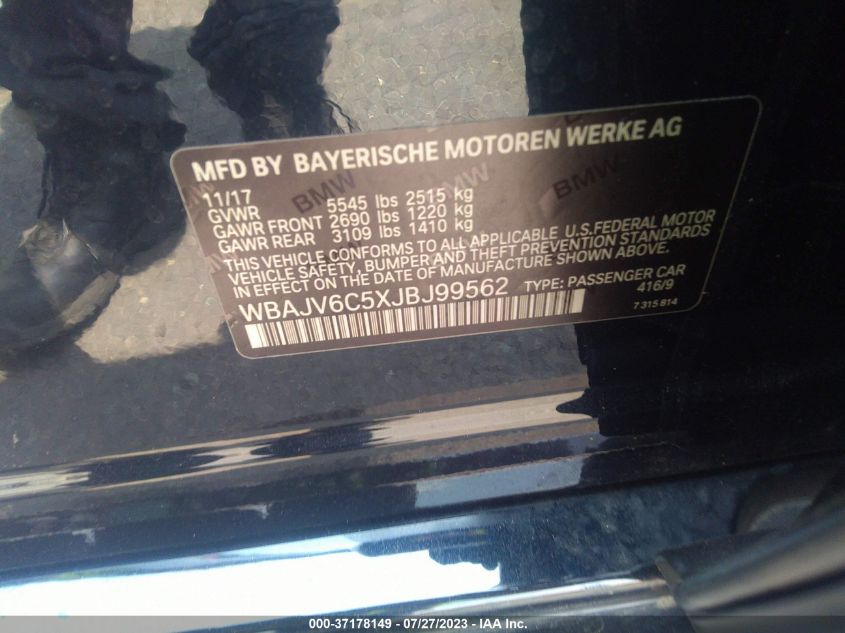 MFD BY BAYERISCHE MOTOREN WERKE AG
11/17
GVWR 5545 lbs 2515 kg
GAWR FRONT 2690 lbs 1220 kg
GAWR REAR 3109 lbs 1410 kg
THIS VEHICLE CONFORMS TO ALL APPLICABLE U.S.FEDERAL MOTOR
VEHICLE SAFETY, BUMPER AND THEFT PREVENTION STANDARDS
IN EFFECT ON THE DATE OF MANUFACTURE SHOWN ABOVE.
WBAJV6C5XJBJ99562 TYPE: PASSENGER CAR
416/9
7 315 814
BMW
BMW
BMW
000-37178149 - 07/27/2023 - IAA Inc.